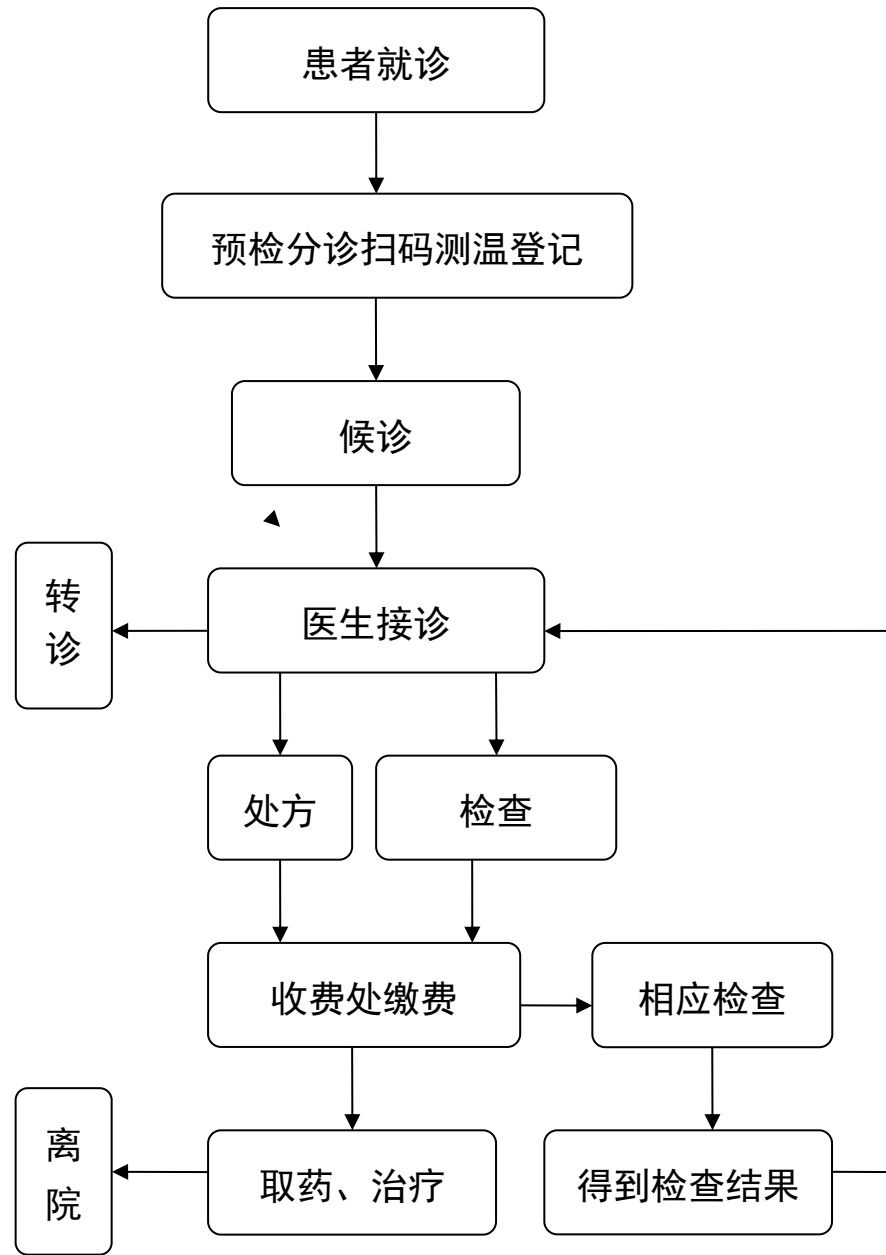 患者就诊
预检分诊扫码测温登记
候诊
转
诊
医生接诊
处方
检查
收费处缴费
相应检查
离
院
取药、治疗
得到检查结果